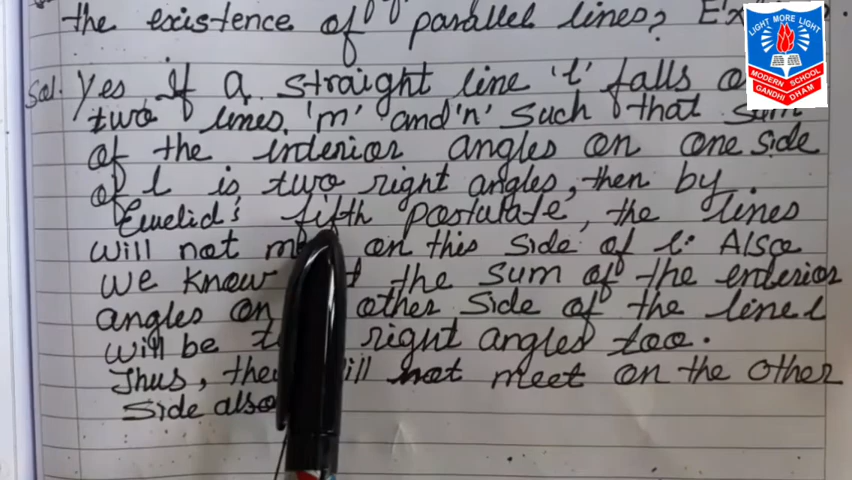 the existence of parallel lines?
Sol. Yes If a straight line 'l' falls
two lines 'm' and 'n' such that sum
of the interior angles on one side
of l is two right angles, then by
Euclid's fifth postulate, the lines
will not on this side of l. Also
we know the sum of the interior
angles on other side of the line l
will be right angles too.
Thus, not meet on the other
side also
LIGHT MORE LIGHT
MODERN SCHOOL
GANDHI DHAM